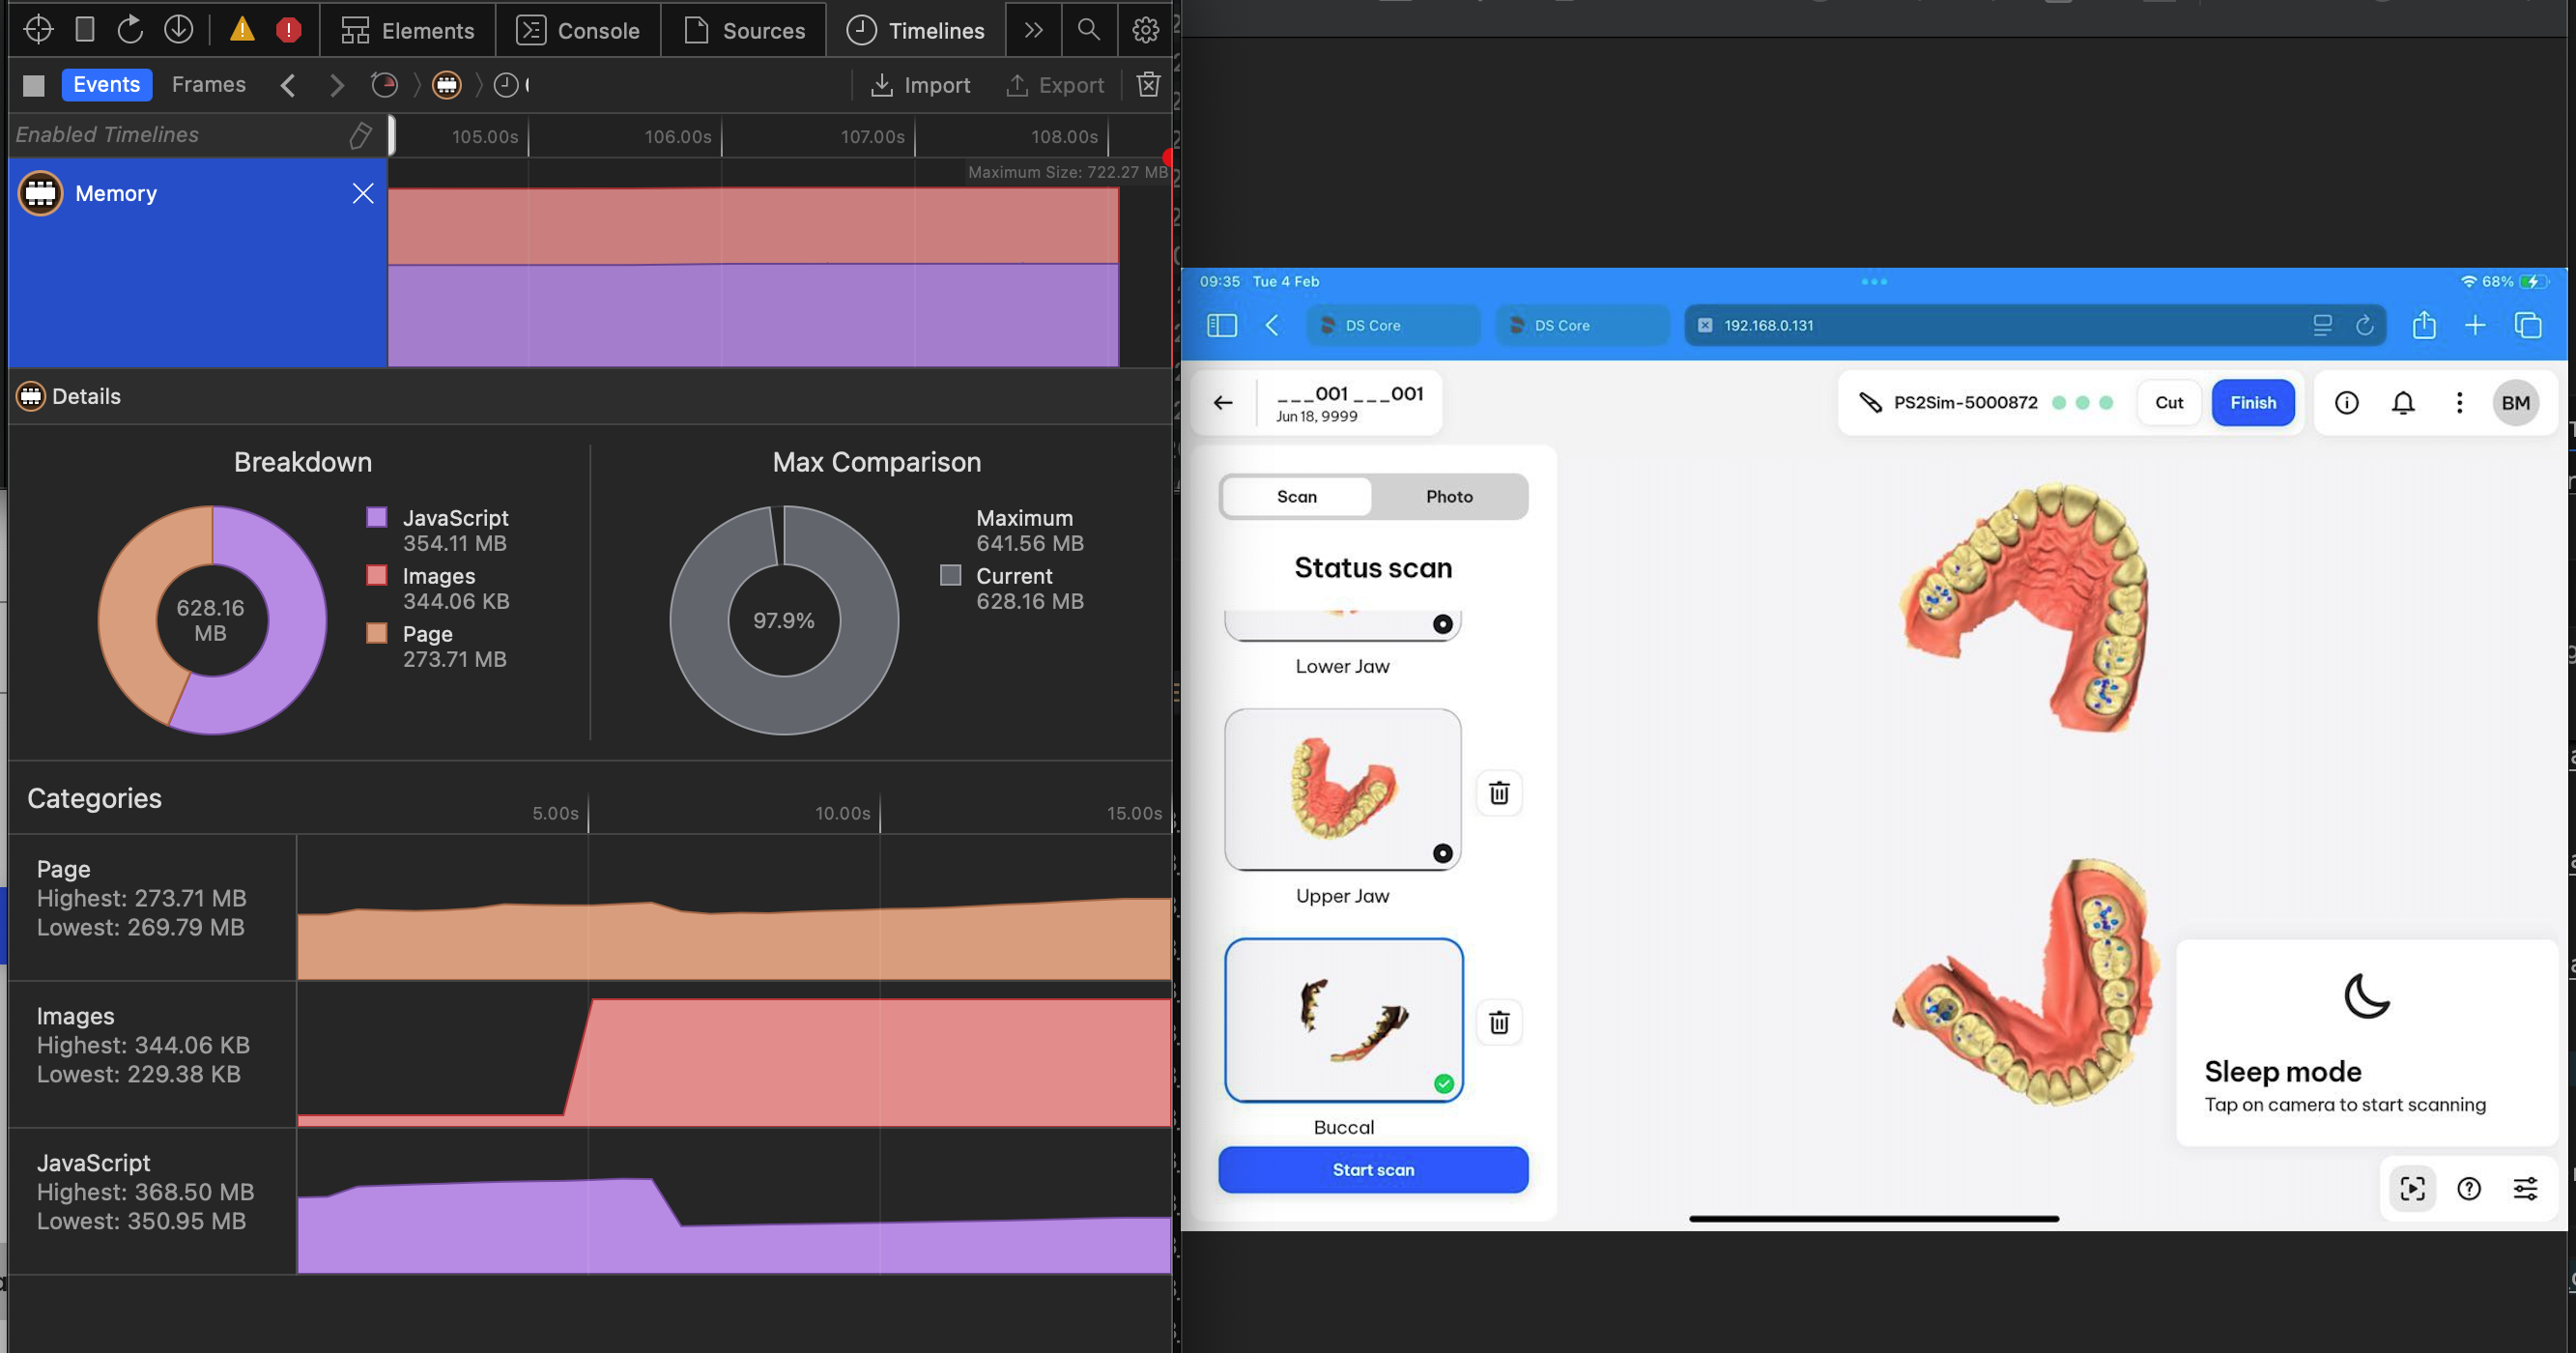 Elements
Console
Sources
Timelines
Events
Frames
Import
Export
Enabled Timelines
105.00s
106.00s
107.00s
108.00s
Maximum Size: 722.27 MB
Memory
Details
Breakdown
628.16
MB
JavaScript
354.11 MB
Images
344.06 KB
Page
273.71 MB
Max Comparison
97.9%
Maximum
641.56 MB
Current
628.16 MB
Categories
5.00s
10.00s
15.00s
Page
Highest: 273.71 MB
Lowest: 269.79 MB
Images
Highest: 344.06 KB
Lowest: 229.38 KB
JavaScript
Highest: 368.50 MB
Lowest: 350.95 MB
09:35 Tue 4 Feb
68%
DS Core
DS Core
192.168.0.131
___001 ___001
Jun 18, 9999
PS2Sim-5000872
Cut
Finish
BM
Scan
Photo
Status scan
Lower Jaw
Upper Jaw
Buccal
Start scan
Sleep mode
Tap on camera to start scanning